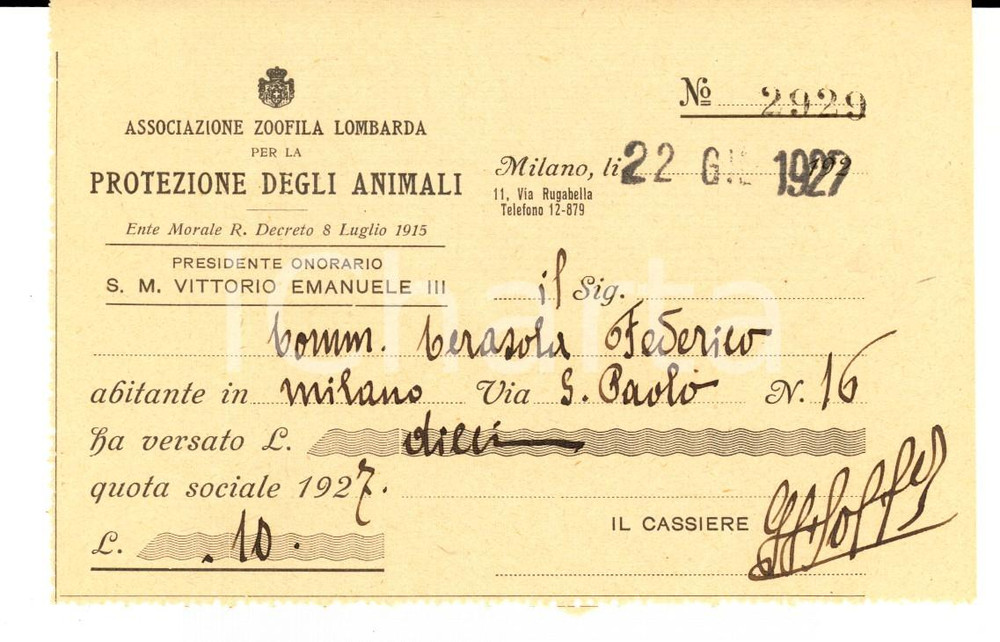 ASSOCIAZIONE ZOOFILA LOMBARDA
PER LA
PROTEZIONE DEGLI ANIMALI
Ente Morale R. Decreto 8 Luglio 1915
PRESIDENTE ONORARIO
S. M. VITTORIO EMANUELE III
Nº 2929
Milano, li 22 1927
11, Via Rugabella
Telefono 12-879
il Sig.
Comm. Cerasola Federico
abitante in Milano Via S. Paolo N. 16
ha versato L. dieci
quota sociale 1927.
L. 10.
IL CASSIERE
iCharta